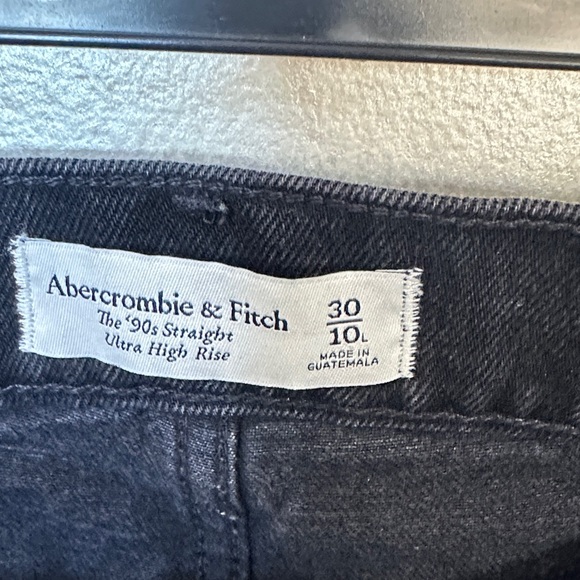 Abercrombie & Fitch
The ‘90s Straight
Ultra High Rise
30
10L
MADE IN
GUATEMALA